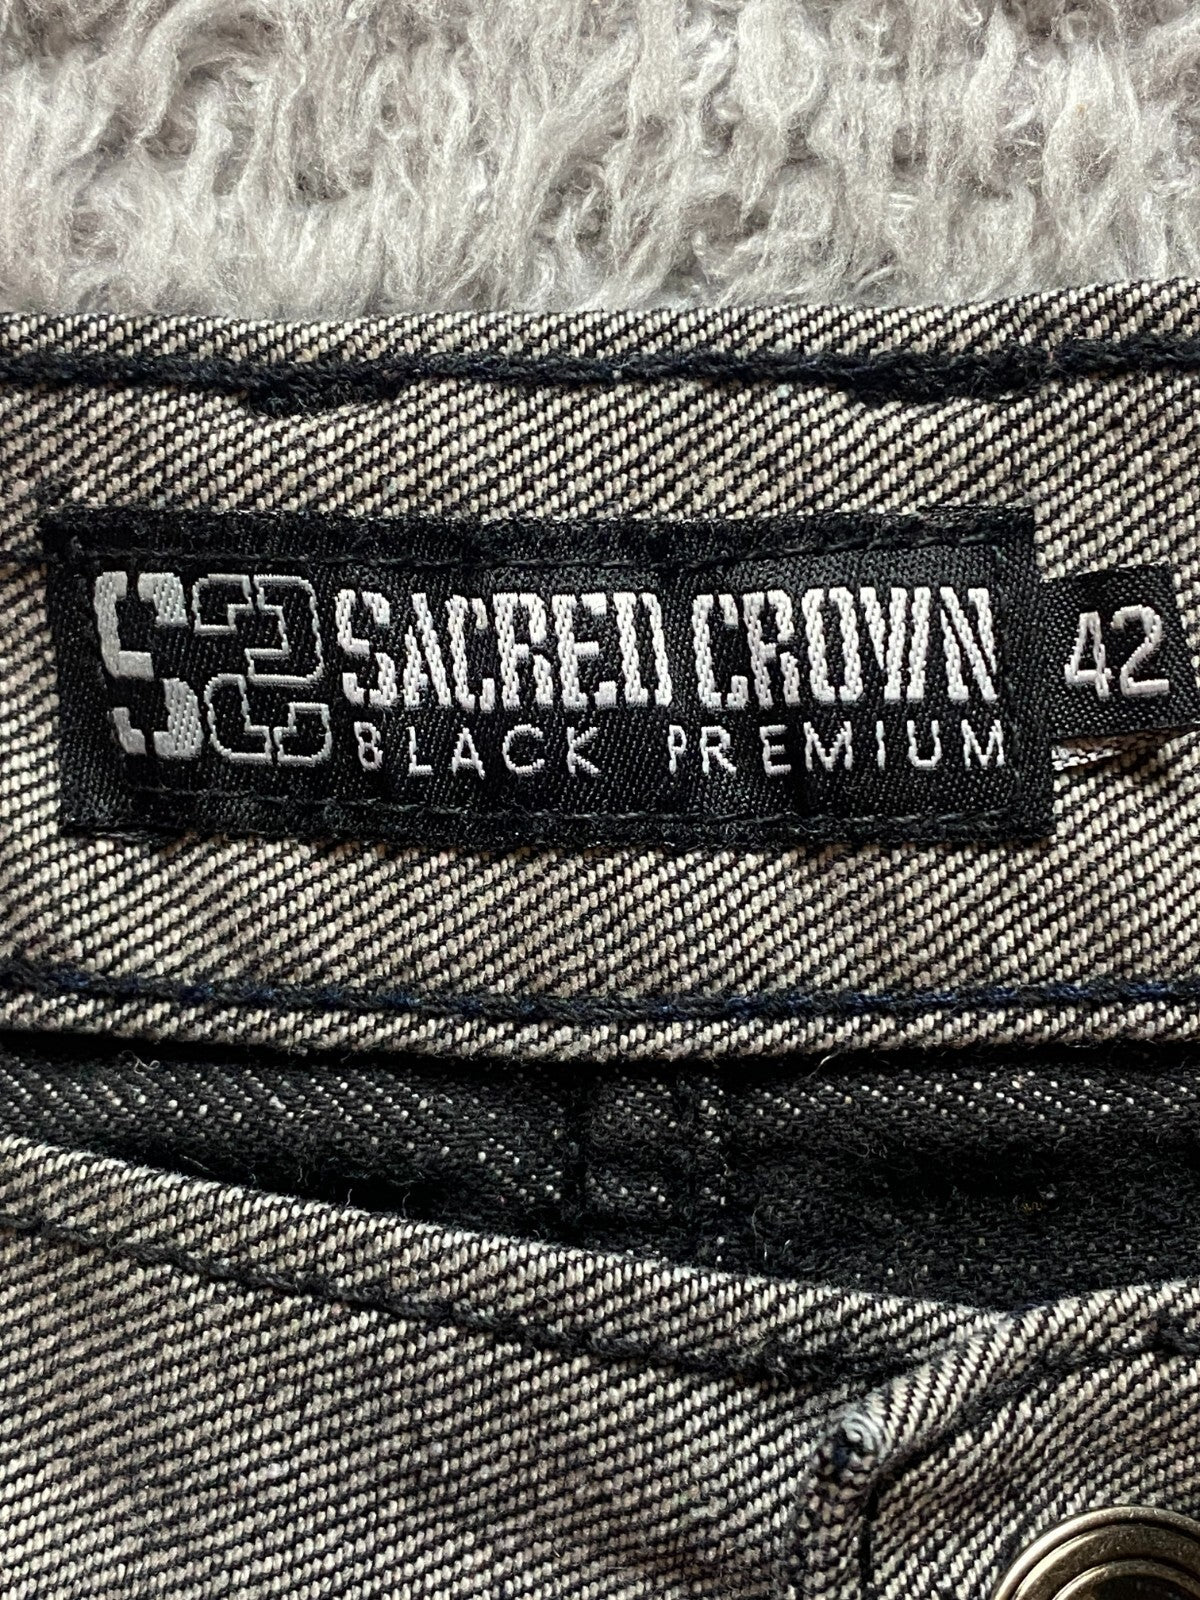 SACRED CROWN
BLACK PREMIUM
42